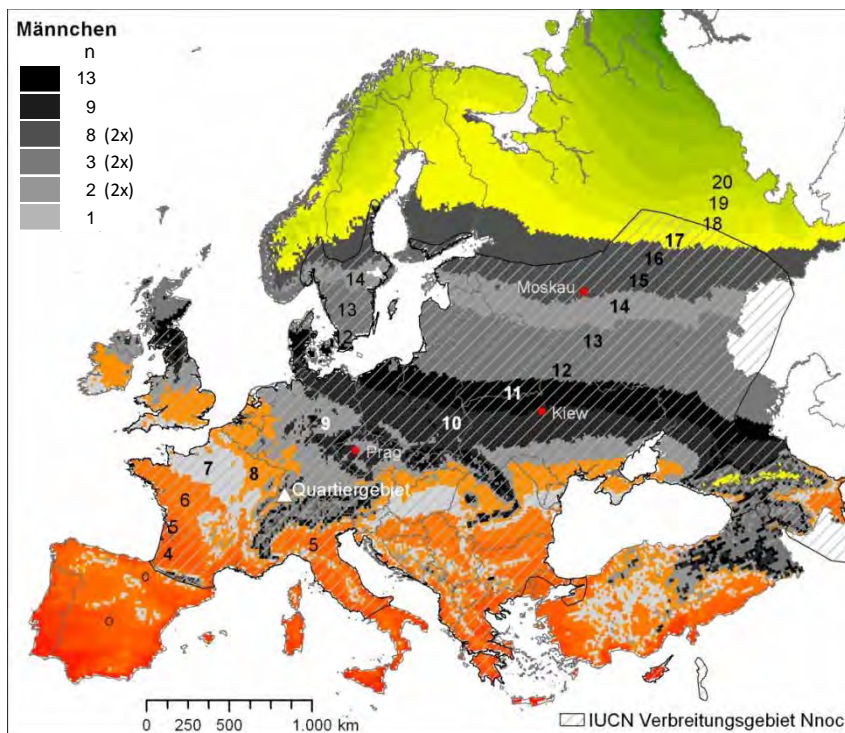 Männchen
n
13
9
8 (2x)
3 (2x)
2 (2x)
1
20
19
18
17
16
15
Moskau
14
14
13
13
12
12
11
Kiew
10
9
Prag
8
7
Quartiergebiet
6
5
5
4
0
0
0 250 500 1.000 km
IUCN Verbreitungsgebiet Nnoc